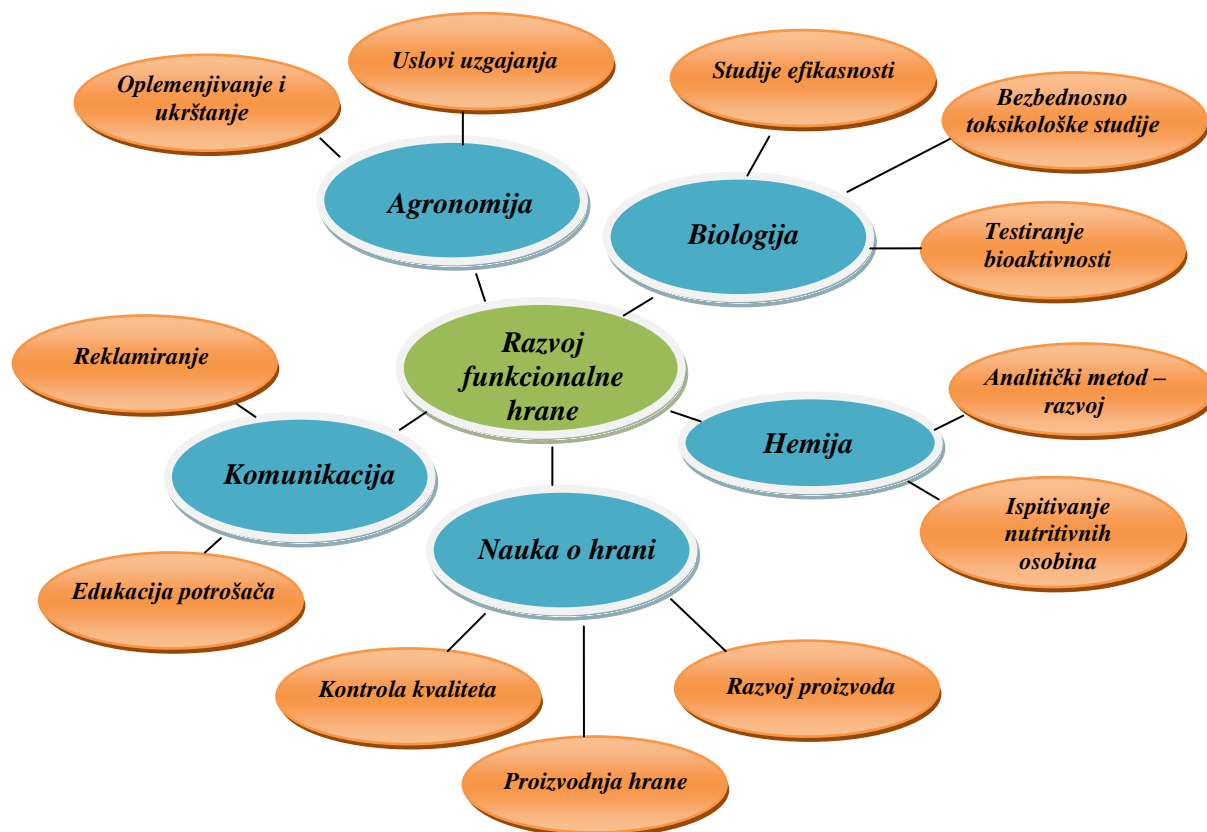 Uslovi uzgajanja
Oplemenjivanje i
ukrštanje
Studije efikasnosti
Bezbednosno
toksikološke studije
Agronomija
Biologija
Testiranje
bioaktivnosti
Razvoj
funkcionalne
hrane
Reklamiranje
Analitički metod –
razvoj
Komunikacija
Hemija
Ispitivanje
nutritivnih
osobina
Nauka o hrani
Edukacija potrošača
Kontrola kvaliteta
Razvoj proizvoda
Proizvodnja hrane